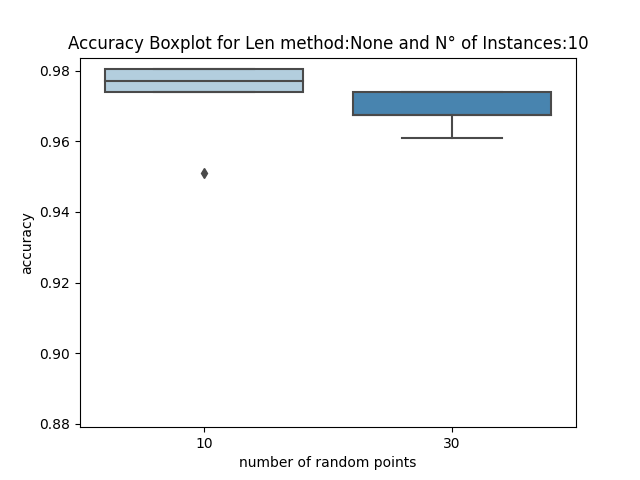 Accuracy Boxplot for Len method:None and N° of Instances:10
0.98
0.96
0.94
0.92
0.90
0.88
accuracy
10 30
number of random points